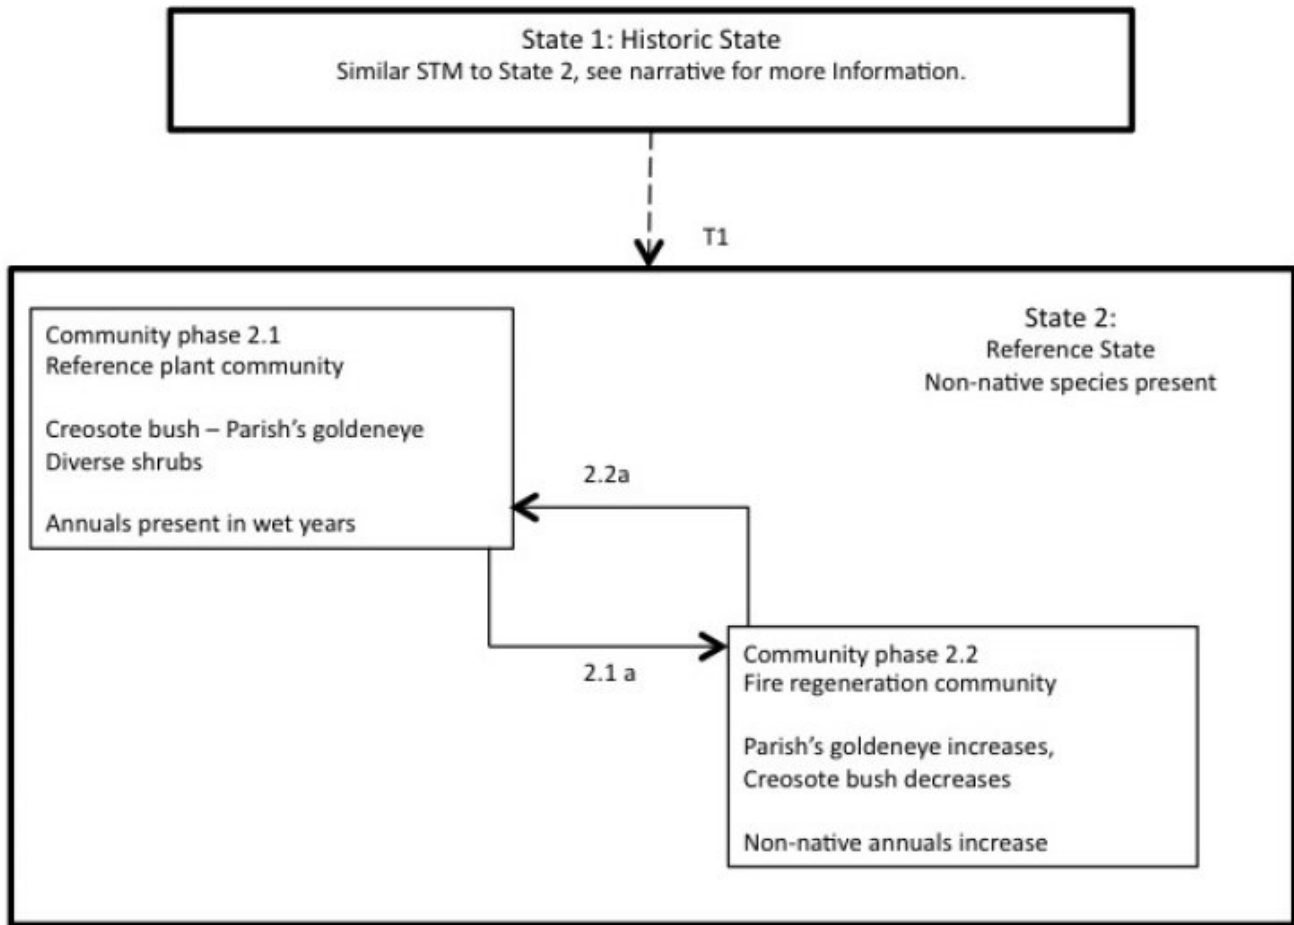 State 1: Historic State
Similar STM to State 2, see narrative for more Information.
T1
State 2:
Reference State
Non-native species present
Community phase 2.1
Reference plant community
Creosote bush – Parish’s goldeneye
Diverse shrubs
Annuals present in wet years
2.2a
2.1 a
Community phase 2.2
Fire regeneration community
Parish’s goldeneye increases,
Creosote bush decreases
Non-native annuals increase